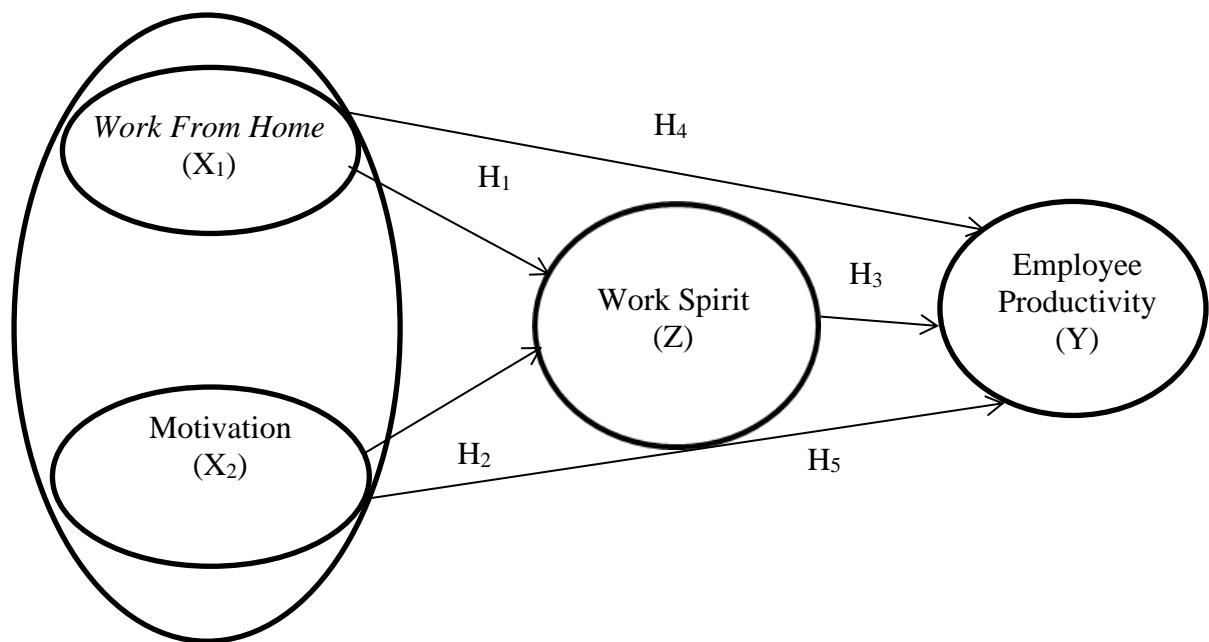 Work From Home
(X₁)
H₄
H₁
Work Spirit
(Z)
H₃
Employee
Productivity
(Y)
Motivation
(X₂)
H₂
H₅